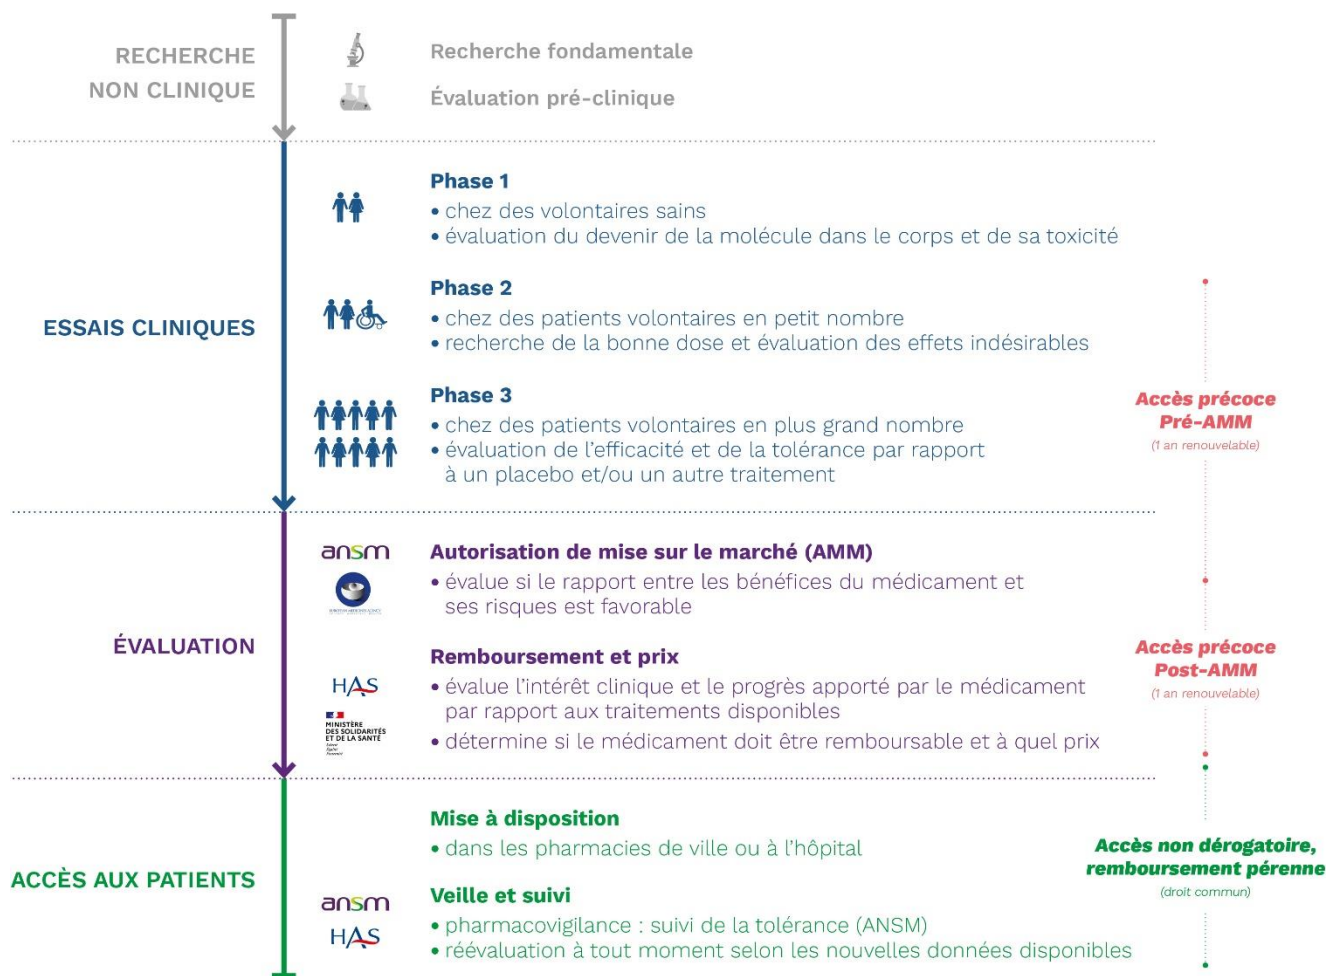 RECHERCHE
NON CLINIQUE
Recherche fondamentale
Évaluation pré-clinique
ESSAIS CLINIQUES
Phase 1
• chez des volontaires sains
• évaluation du devenir de la molécule dans le corps et de sa toxicité
Phase 2
• chez des patients volontaires en petit nombre
• recherche de la bonne dose et évaluation des effets indésirables
Phase 3
• chez des patients volontaires en plus grand nombre
• évaluation de l'efficacité et de la tolérance par rapport
à un placebo et/ou un autre traitement
Accès précoce
Pré-AMM
(1 an renouvelable)
ÉVALUATION
ansm
EUROPEAN MEDICINES AGENCY
Autorisation de mise sur le marché (AMM)
• évalue si le rapport entre les bénéfices du médicament et
ses risques est favorable
HAS
MINISTÈRE
DES SOLIDARITÉS
ET DE LA SANTÉ
Liberté
Égalité
Fraternité
Remboursement et prix
• évalue l'intérêt clinique et le progrès apporté par le médicament
par rapport aux traitements disponibles
• détermine si le médicament doit être remboursable et à quel prix
Accès précoce
Post-AMM
(1 an renouvelable)
ACCÈS AUX PATIENTS
Mise à disposition
• dans les pharmacies de ville ou à l'hôpital
ansm
HAS
Veille et suivi
• pharmacovigilance : suivi de la tolérance (ANSM)
• réévaluation à tout moment selon les nouvelles données disponibles
Accès non dérogatoire,
remboursement pérenne
(droit commun)